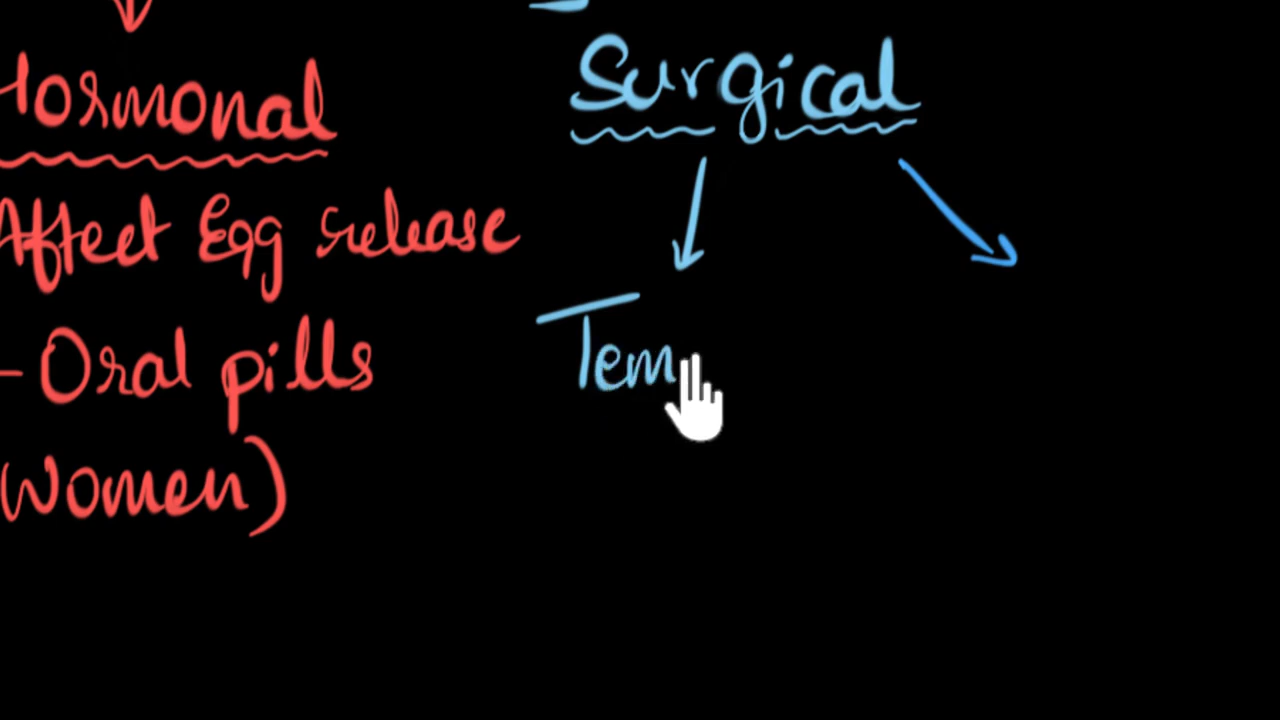 Hormonal
Affect Egg release
- Oral pills
(Women)
Surgical
Tem